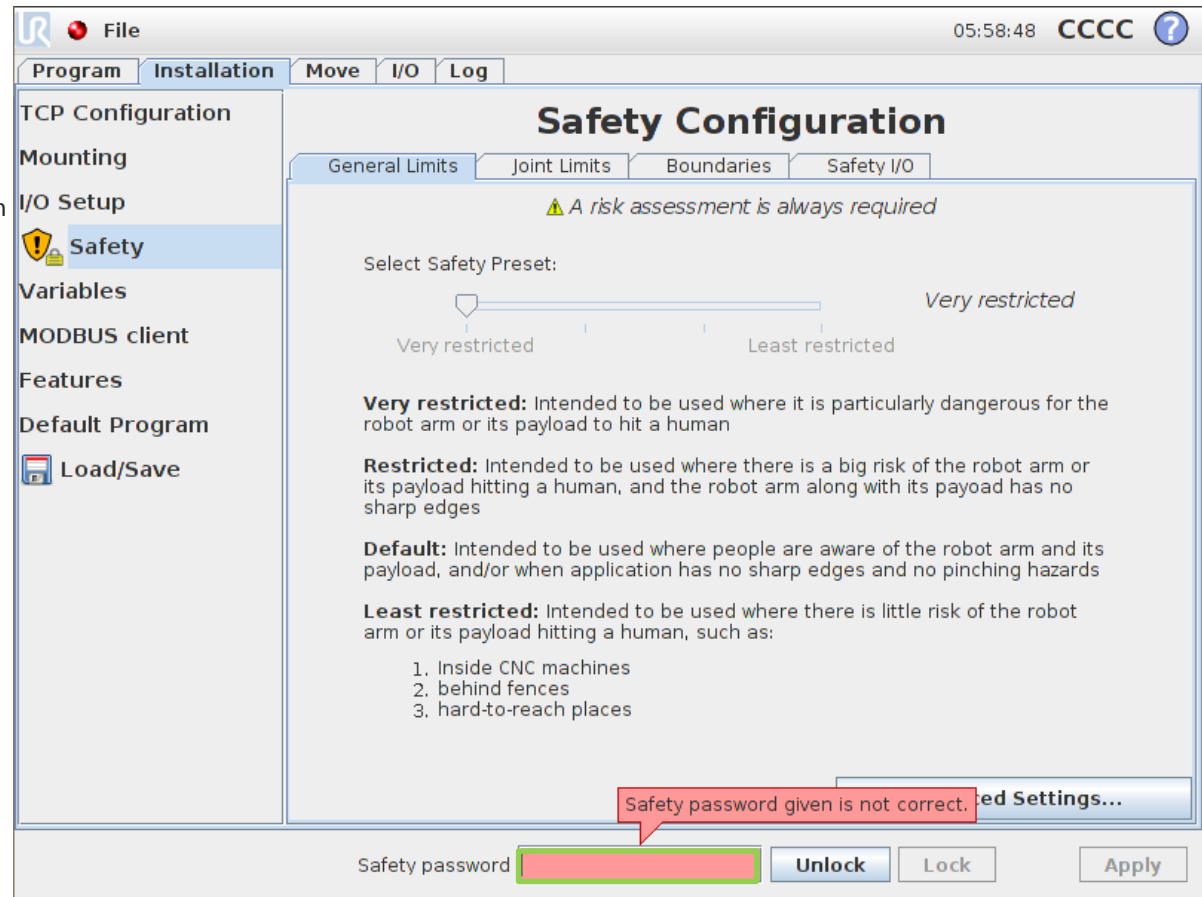 UR File 05:58:48 CCCC ?
Program Installation Move I/O Log
TCP Configuration
Mounting
I/O Setup
Safety
Variables
MODBUS client
Features
Default Program
Load/Save
Safety Configuration
General Limits Joint Limits Boundaries Safety I/O
A risk assessment is always required
Select Safety Preset:
Very restricted
Very restricted Least restricted
Very restricted: Intended to be used where it is particularly dangerous for the
robot arm or its payload to hit a human
Restricted: Intended to be used where there is a big risk of the robot arm or
its payload hitting a human, and the robot arm along with its payoad has no
sharp edges
Default: Intended to be used where people are aware of the robot arm and its
payload, and/or when application has no sharp edges and no pinching hazards
Least restricted: Intended to be used where there is little risk of the robot
arm or its payload hitting a human, such as:
1. Inside CNC machines
2. behind fences
3. hard-to-reach places
Safety password given is not correct.
ed Settings...
Safety password Unlock Lock Apply